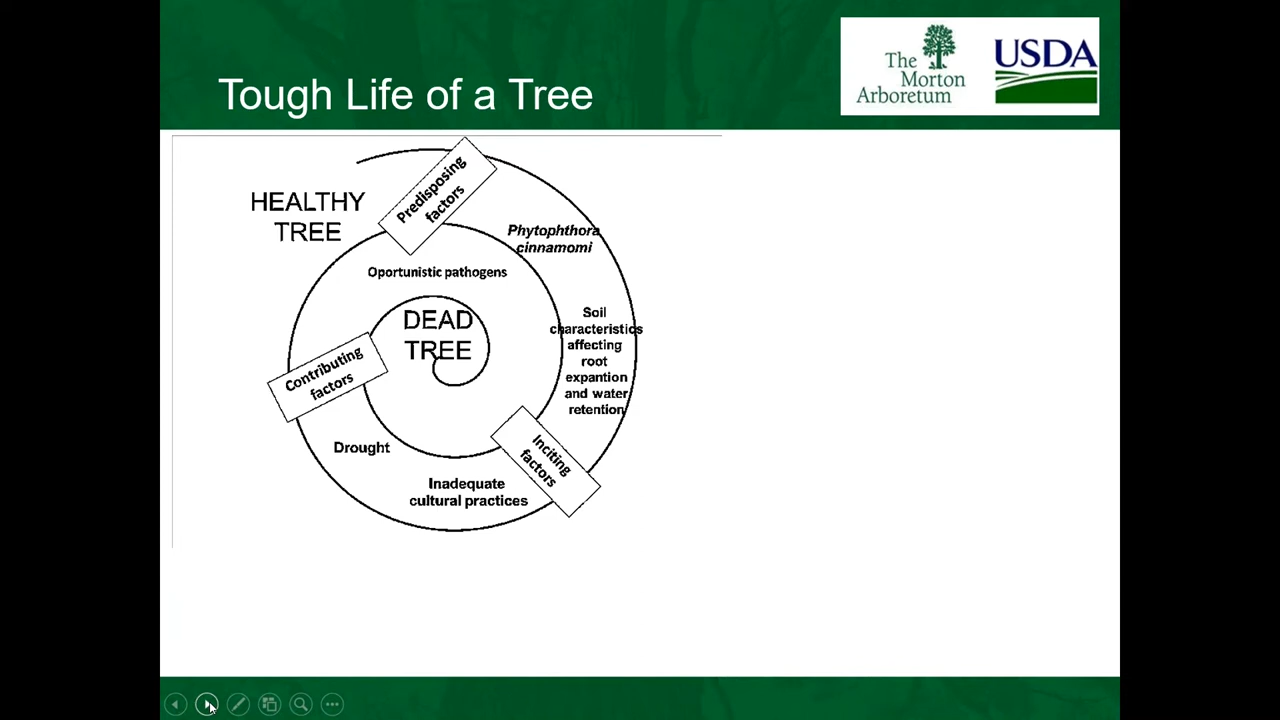 Tough Life of a Tree
The
Morton
Arboretum
USDA
HEALTHY
TREE
Predisposing
factors
Phytophthora
cinnamomi
Oportunistic pathogens
DEAD
TREE
Soil
characteristics
affecting
root
expantion
and water
retention
Contributing
factors
Inciting
factors
Drought
Inadequate
cultural practices